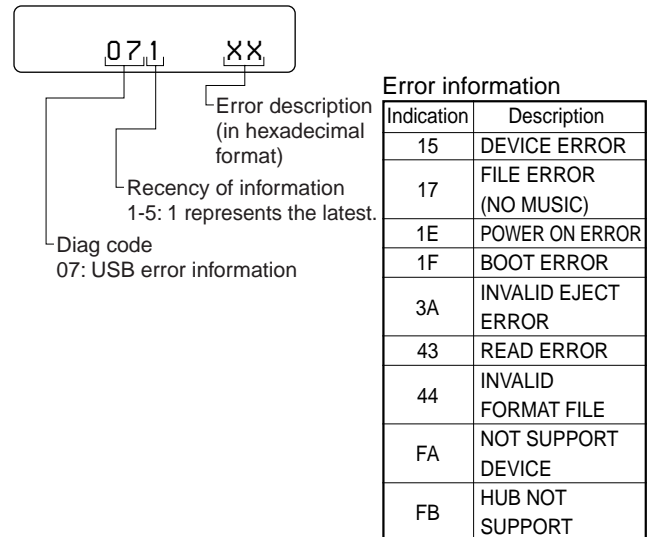 071 XX
Error description
(in hexadecimal
format)
Recency of information
1-5: 1 represents the latest.
Diag code
07: USB error information
Error information
Indication Description
15 DEVICE ERROR
17 FILE ERROR
(NO MUSIC)
1E POWER ON ERROR
1F BOOT ERROR
3A INVALID EJECT
ERROR
43 READ ERROR
44 INVALID
FORMAT FILE
FA NOT SUPPORT
DEVICE
FB HUB NOT
SUPPORT